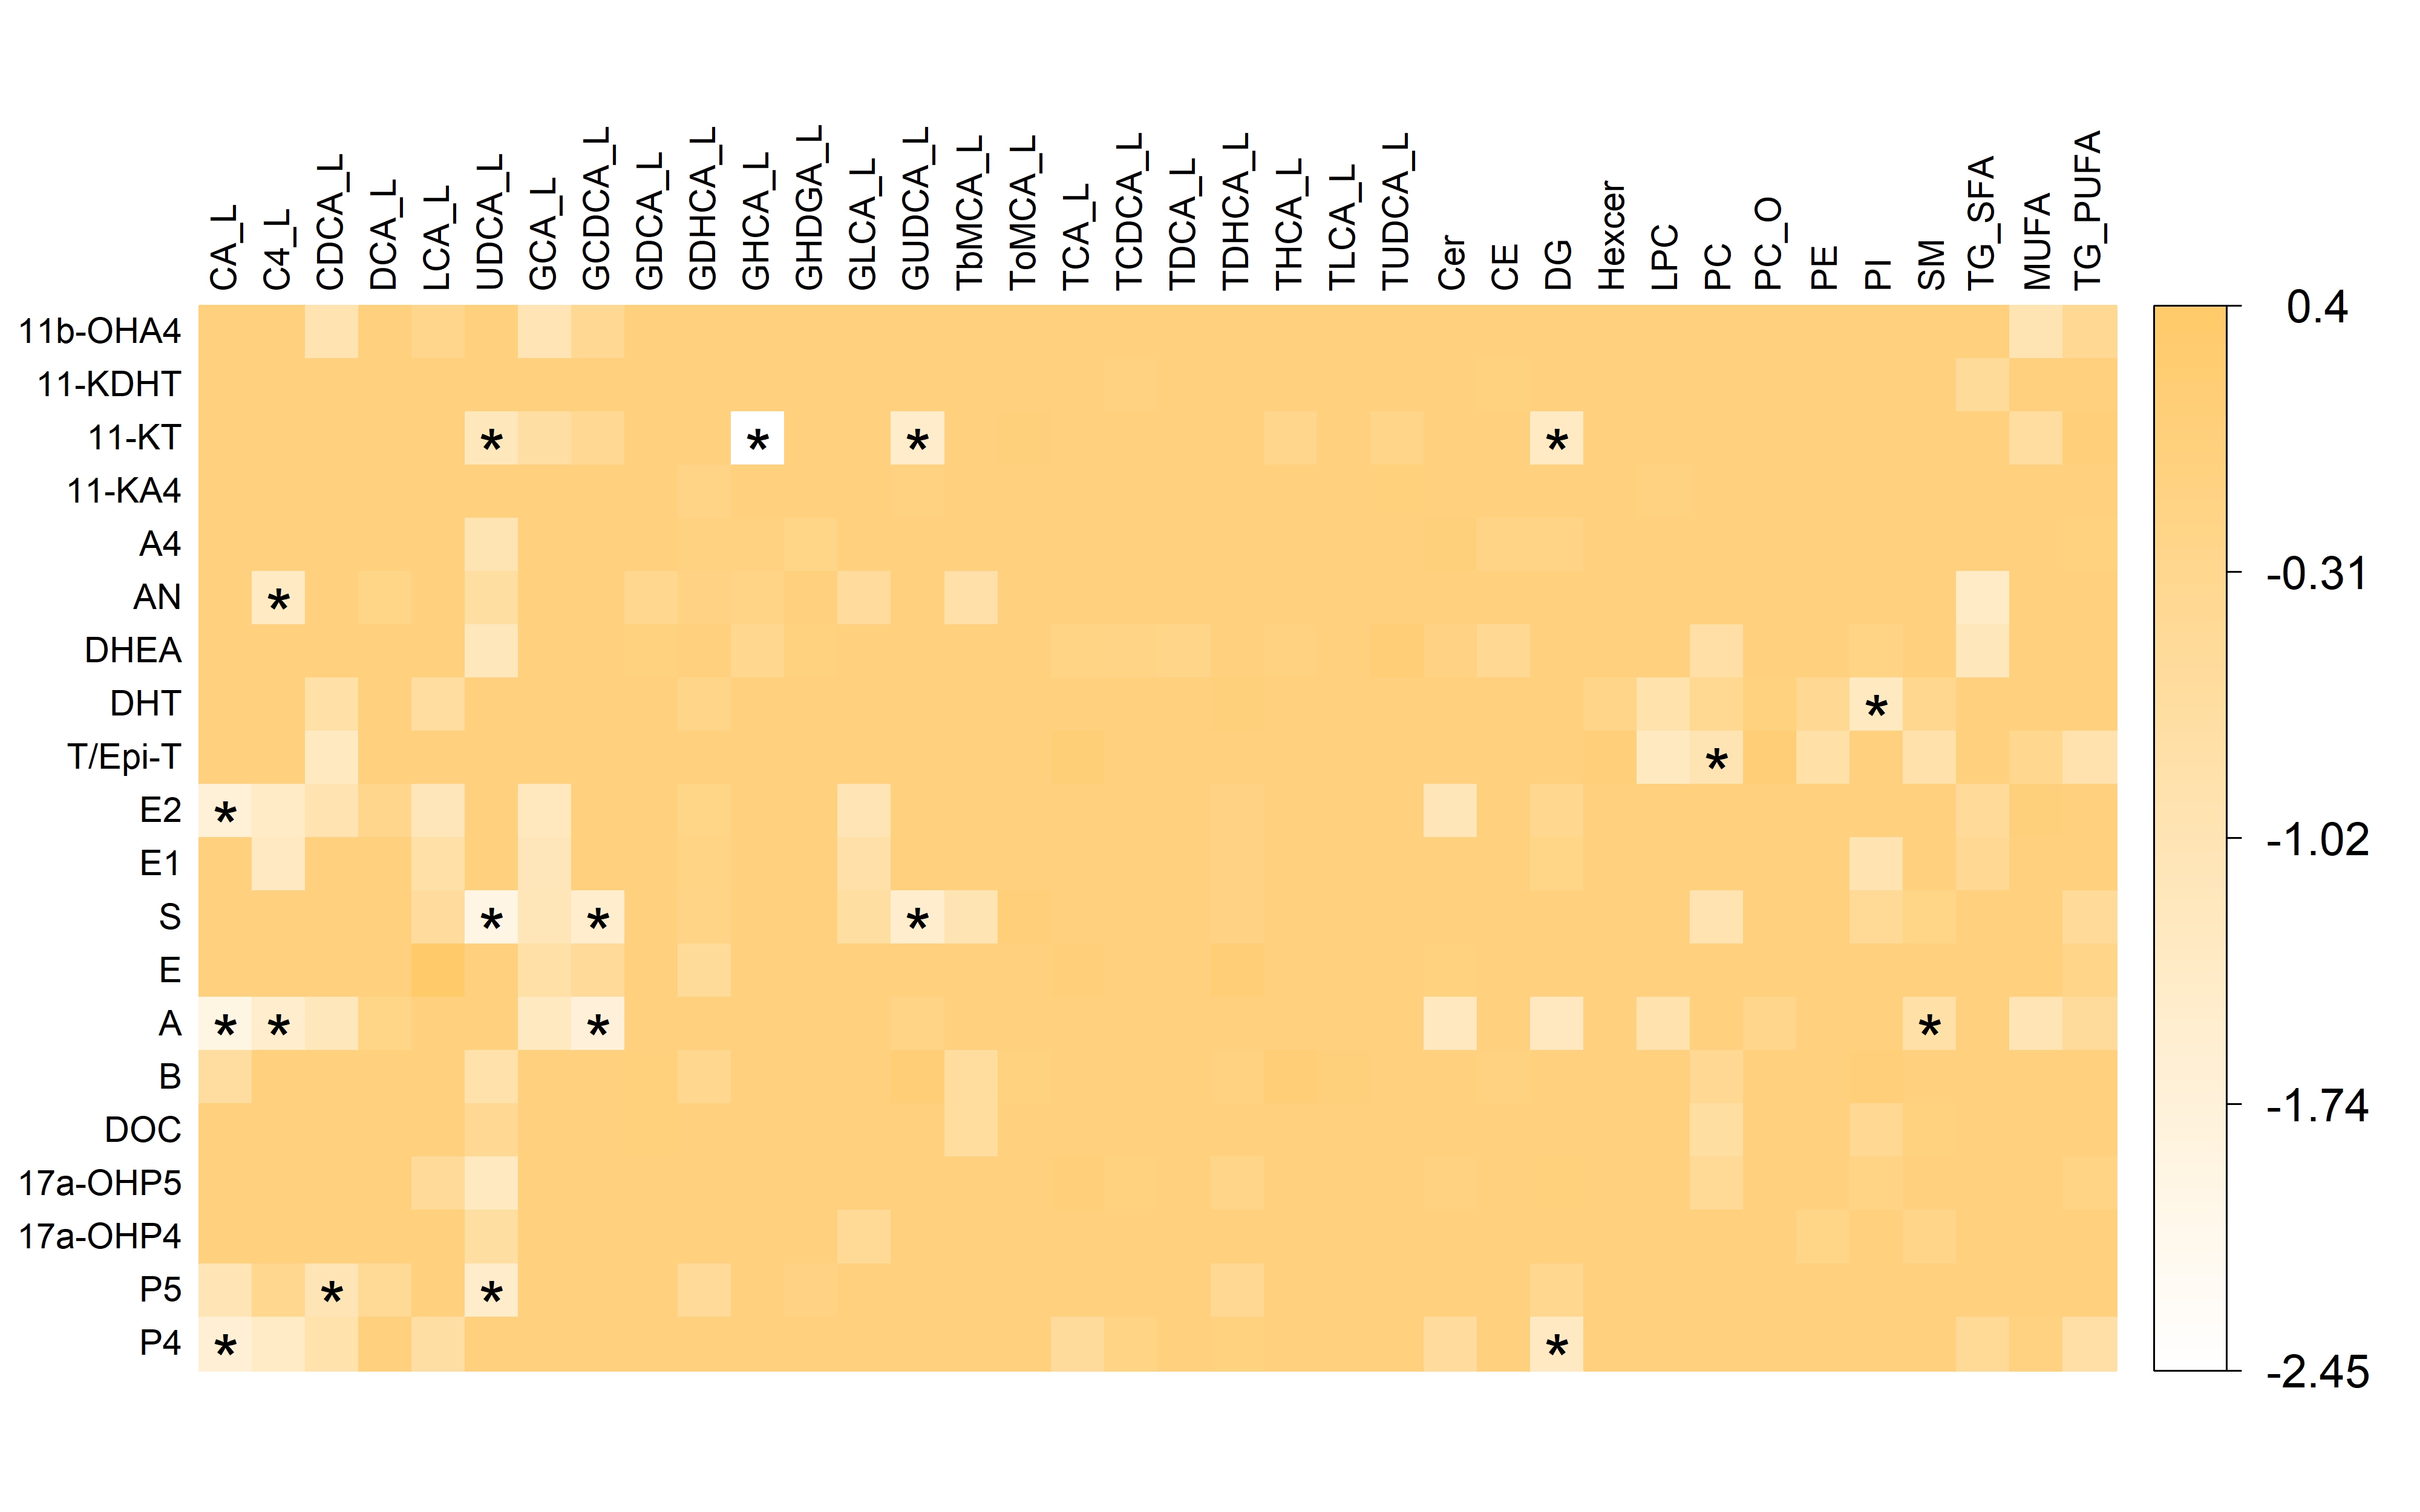 CA_L
C4_L
CDCA_L
DCA_L
LCA_L
UDCA_L
GCA_L
GCDCA_L
GDCA_L
GDHCA_L
GHCA_L
GHDGA_L
GLCA_L
GUDCA_L
TbMCA_L
ToMCA_L
TCA_L
TCDCA_L
TDCA_L
TDHCA_L
THCA_L
TLCA_L
TUDCA_L
Cer
CE
DG
Hexcer
LPC
PC
PC_O
PE
PI
SM
TG_SFA
MUFA
TG_PUFA
11b-OHA4
11-KDHT
11-KT * * * *
11-KA4
A4
AN *
DHEA
DHT *
T/Epi-T *
E2 *
E1
S * * *
E
A * * * *
B
DOC
17a-OHP5
17a-OHP4
P5 * *
P4 * *
0.4
-0.31
-1.02
-1.74
-2.45